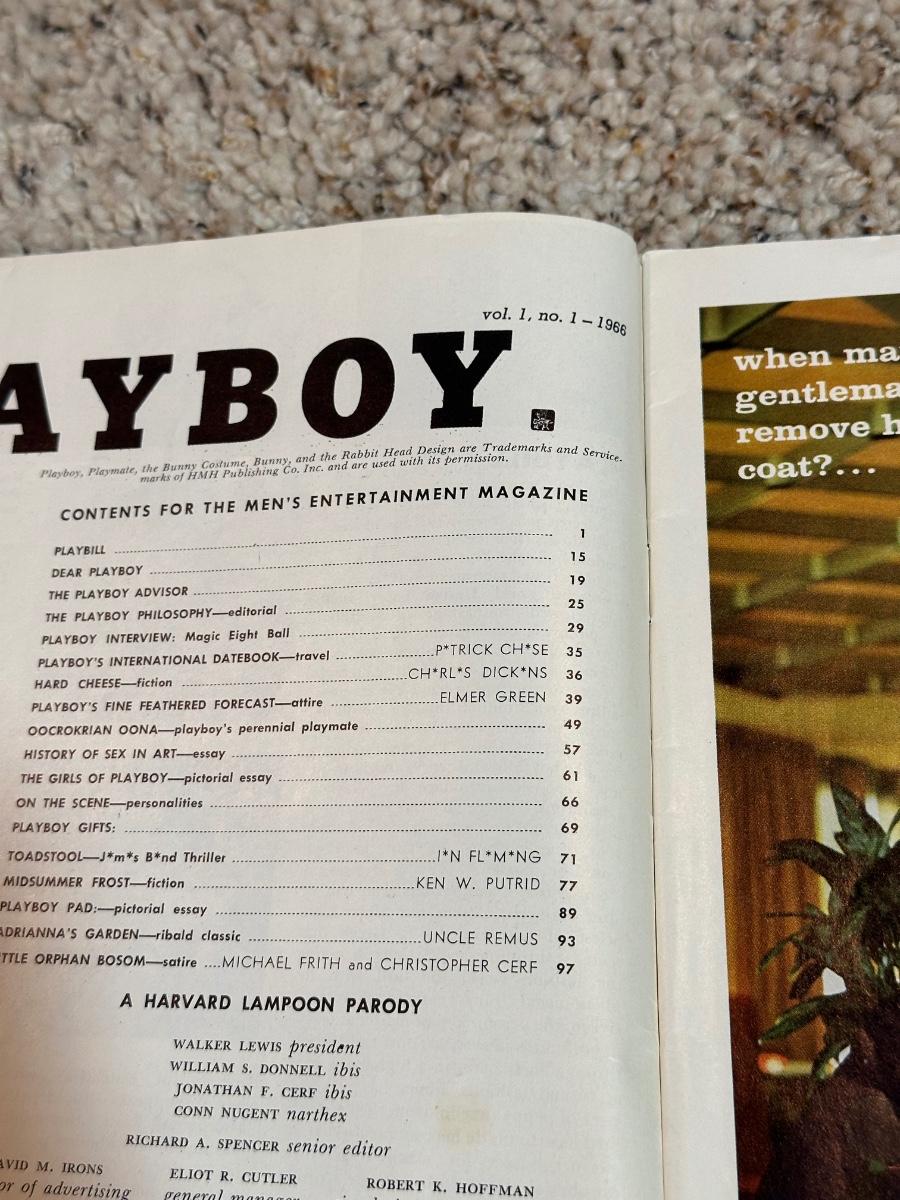 vol. 1, no. 1 – 1966
AYBOY.
Playboy, Playmate, the Bunny Costume, Bunny, and the Rabbit Head Design are Trademarks and Service.
marks of HMH Publishing Co. Inc. and are used with its permission.
CONTENTS FOR THE MEN'S ENTERTAINMENT MAGAZINE
PLAYBILL 1
DEAR PLAYBOY 15
THE PLAYBOY ADVISOR 19
THE PLAYBOY PHILOSOPHY—editorial 25
PLAYBOY INTERVIEW: Magic Eight Ball 29
PLAYBOY'S INTERNATIONAL DATEBOOK—travel P*TRICK CH*SE 35
HARD CHEESE—fiction CH*RL*S DICK*NS 36
PLAYBOY'S FINE FEATHERED FORECAST—attire ELMER GREEN 39
OOCROKRIAN OONA—playboy's perennial playmate 49
HISTORY OF SEX IN ART—essay 57
THE GIRLS OF PLAYBOY—pictorial essay 61
ON THE SCENE—personalities 66
PLAYBOY GIFTS: 69
TOADSTOOL—J*m*s B*nd Thriller I*N FL*M*NG 71
MIDSUMMER FROST—fiction KEN W. PUTRID 77
PLAYBOY PAD:—pictorial essay 89
ADRIANNA'S GARDEN—ribald classic UNCLE REMUS 93
TTLE ORPHAN BOSOM—satire MICHAEL FRITH and CHRISTOPHER CERF 97
A HARVARD LAMPOON PARODY
WALKER LEWIS president
WILLIAM S. DONNELL ibis
JONATHAN F. CERF ibis
CONN NUGENT narthex
RICHARD A. SPENCER senior editor
AVID M. IRONS ELIOT R. CUTLER ROBERT K. HOFFMAN
or of advertising general manager
when ma
gentlema
remove h
coat?...